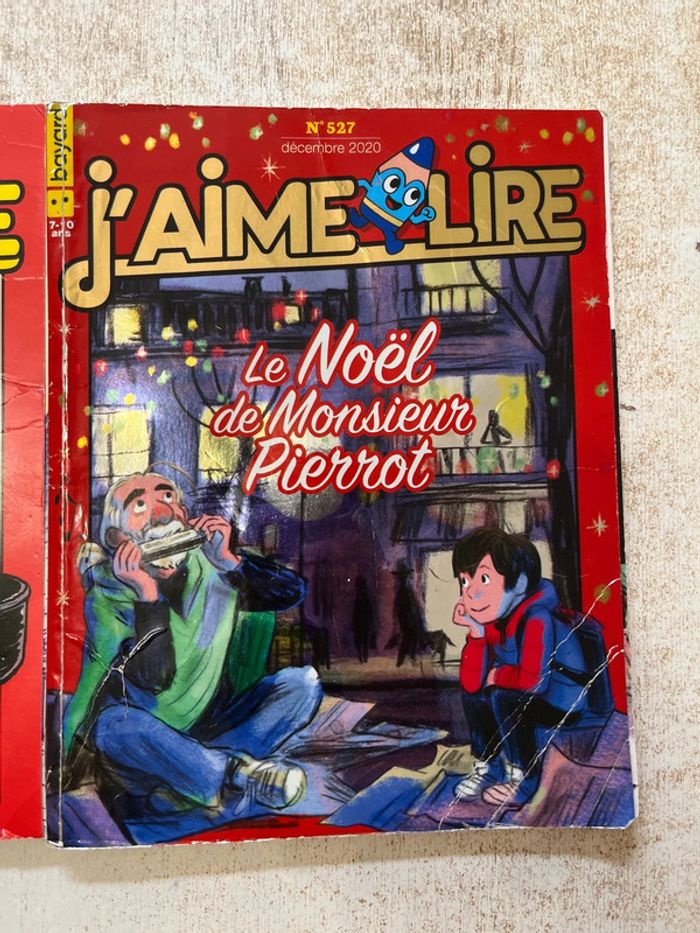 bayard
7-10
ans
N°527
décembre 2020
j'AIME LIRE
Le Noël
de Monsieur
Pierrot
E